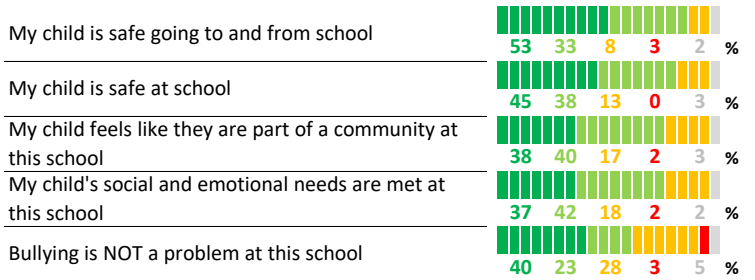 My child is safe going to and from school
53 33 8 3 2 %
My child is safe at school
45 38 13 0 3 %
My child feels like they are part of a community at
this school
38 40 17 2 3 %
My child's social and emotional needs are met at
this school
37 42 18 2 2 %
Bullying is NOT a problem at this school
40 23 28 3 5 %